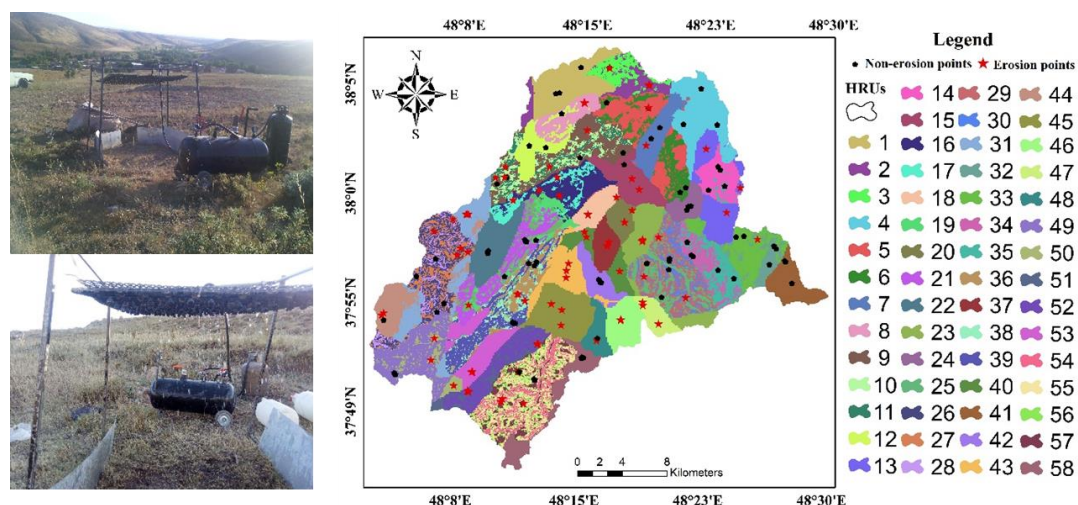 48°8'E 48°15'E 48°23'E 48°30'E
38°5'N
38°0'N
37°55'N
37°49'N
N
W E
S
0 2 4 8
Kilometers
48°8'E 48°15'E 48°23'E 48°30'E
Legend
Non-erosion points Erosion points
HRUs
14 29 44
15 30 45
1 16 31 46
2 17 32 47
3 18 33 48
4 19 34 49
5 20 35 50
6 21 36 51
7 22 37 52
8 23 38 53
9 24 39 54
10 25 40 55
11 26 41 56
12 27 42 57
13 28 43 58